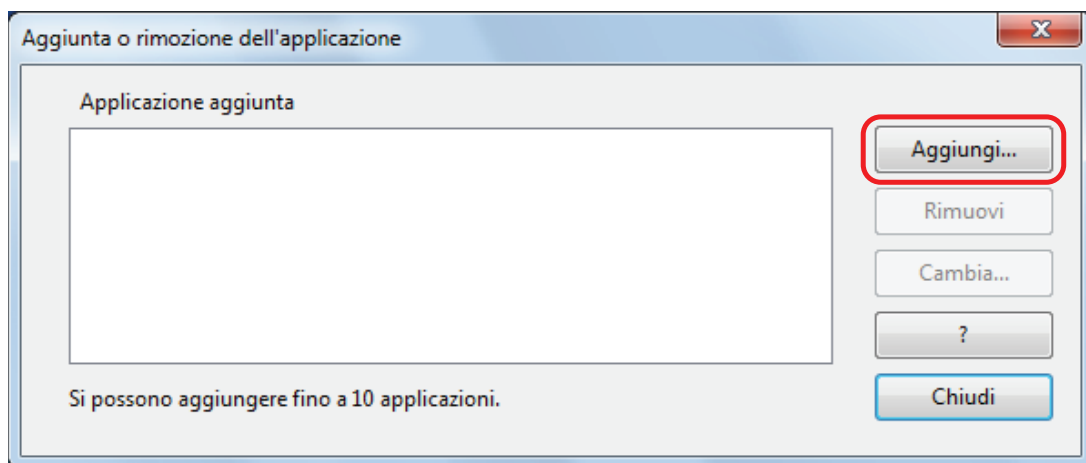 Aggiunta o rimozione dell'applicazione
Applicazione aggiunta
Aggiungi...
Rimuovi
Cambia...
?
Chiudi
Si possono aggiungere fino a 10 applicazioni.